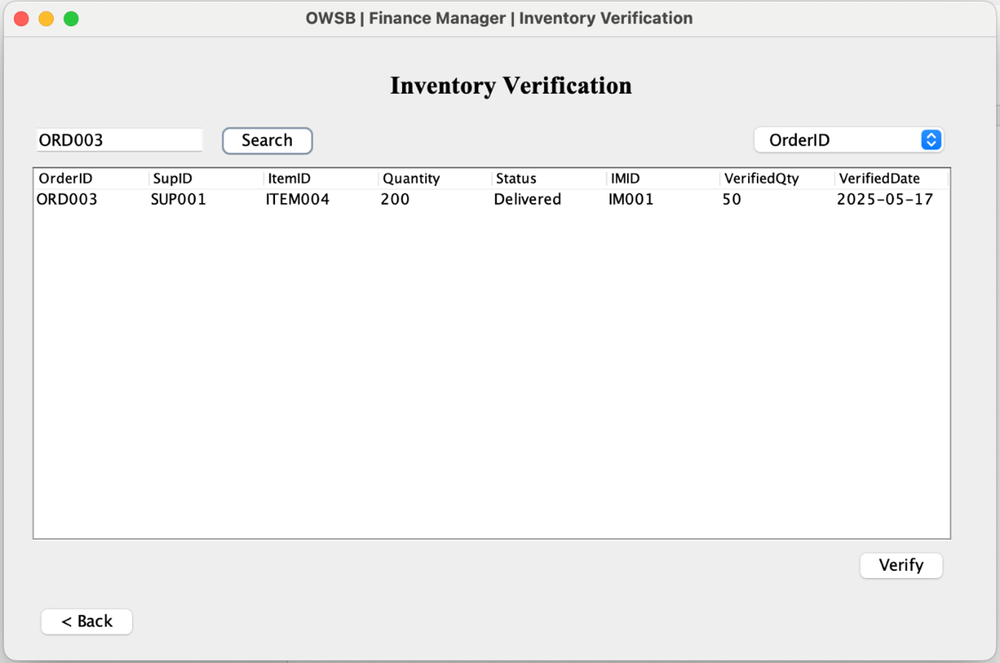 OWSB | Finance Manager | Inventory Verification
Inventory Verification
ORD003 Search OrderID
OrderID SupID ItemID Quantity Status IMID VerifiedQty VerifiedDate
ORD003 SUP001 ITEM004 200 Delivered IM001 50 2025-05-17
Verify
< Back